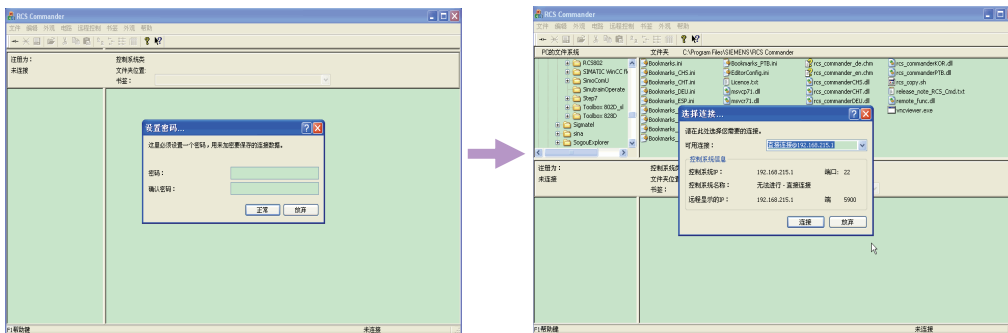 RCS Commander
文件 编辑 外观 电路 远程控制 书签 外观 帮助
注册为：
未连接
控制系统类
文件夹位置:
书签：
设置密码...
这里必须设置一个密码，用来加密要保存的连接数据。
密码：
确认密码：
正常 放弃
F1帮助键
未连接
RCS Commander
文件 编辑 外观 电路 远程控制 书签 外观 帮助
PC的文件系统
文件夹 C:\Program Files\SIEMENS\RCS Commander
RCS802
SIMATIC WinCC fl
SinoComU
SinutrainOperate
Step7
Toolbox 802D_sl
Toolbox 828D
Sigmatel
sina
SogouExplorer
Bookmarks.ini
Bookmarks_CHS.ini
Bookmarks_CHT.ini
Bookmarks_DEU.ini
Bookmarks_ESP.ini
Bookmarks_PTB.ini
EditorConfig.ini
Licence.txt
msvcp71.dll
msvcr71.dll
rcs_commander_de.chm
rcs_commander_en.chm
rcs_commanderCHS.dll
rcs_commanderCHT.dll
rcs_commanderDEU.dll
rcs_commanderKOR.dll
rcs_commanderPTB.dll
rcs_copy.sh
release_note_RCS_Cmd.txt
remote_func.dll
vncviewer.exe
选择连接...
请在此处选择您需要的连接。
可用连接：
直接连接@192.168.215.1
控制系统信息
控制系统IP： 192.168.215.1 端口: 22
控制系统名称： 无法进行 - 直接连接
远程显示的IP： 192.168.215.1 端 5900
连接 放弃
注册为：
未连接
控制系统类
文件夹位置
书签：
F1帮助键
未连接